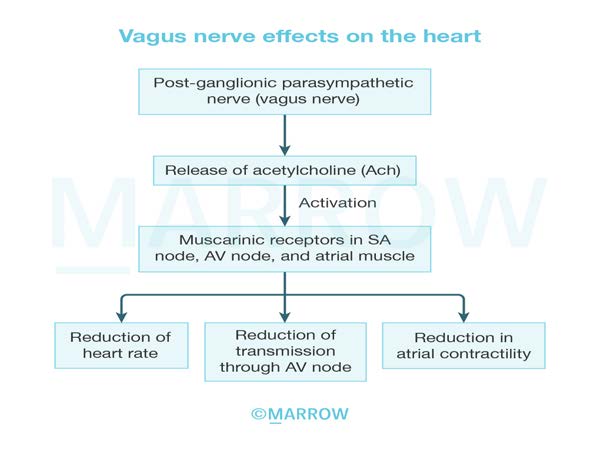 Vagus nerve effects on the heart
Post-ganglionic parasympathetic
nerve (vagus nerve)
Release of acetylcholine (Ach)
Activation
Muscarinic receptors in SA
node, AV node, and atrial muscle
Reduction of
heart rate
Reduction of
transmission
through AV node
Reduction in
atrial contractility
MARROW
©MARROW